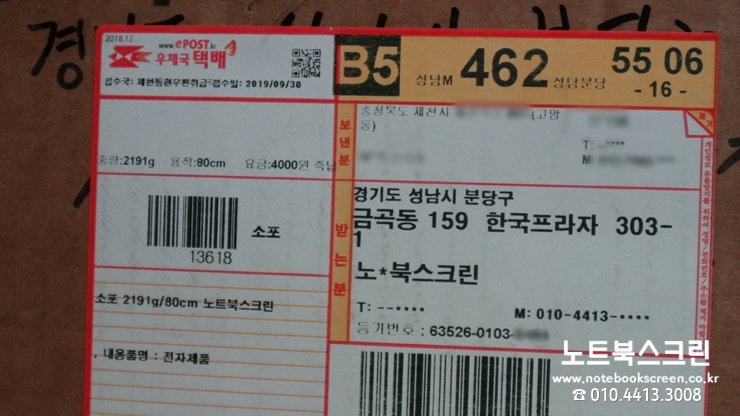 2018.12
www.ePOST.kr
우체국 택배
접수국: 제천동현우편취급국 접수일: 2019/09/30
B5 성남M 462 성남분당 55 06
- 16 -
중량:2191g 용적:80cm 요금:4000원 즉납
보낸분
충청북도 제천시 (고암
동)
T: -****
M
소포
13618
받는분
경기도 성남시 분당구
금곡동 159 한국프라자 303-
1
노*북스크린
T: --**** M: 010-4413-****
등기번호 : 63526-0103-
소포 2191g/80cm 노트북스크린
, 내용품명 : 전자제품
노트북스크린
www.notebookscreen.co.kr
☎ 010.4413.3008